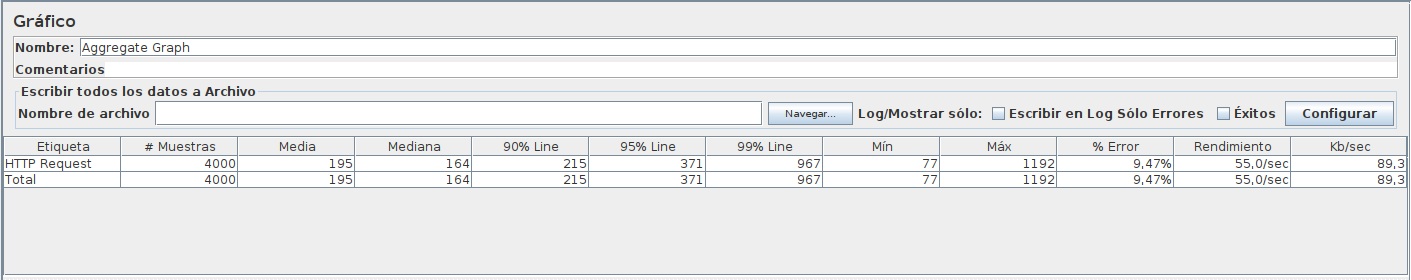 Gráfico
Nombre: Aggregate Graph
Comentarios
Escribir todos los datos a Archivo
Nombre de archivo Navegar... Log/Mostrar sólo: Escribir en Log Sólo Errores Éxitos Configurar
Etiqueta # Muestras Media Mediana 90% Line 95% Line 99% Line Mín Máx % Error Rendimiento Kb/sec
HTTP Request 4000 195 164 215 371 967 77 1192 9,47% 55,0/sec 89,3
Total 4000 195 164 215 371 967 77 1192 9,47% 55,0/sec 89,3